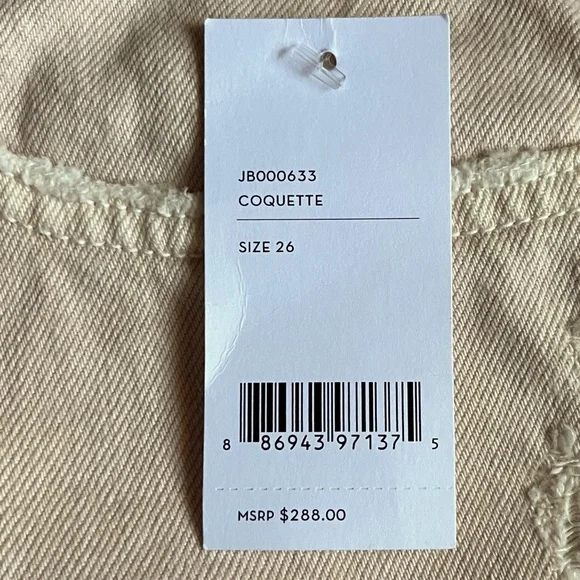 JB000633
COQUETTE
SIZE 26
8 86943 97137 5
MSRP $288.00